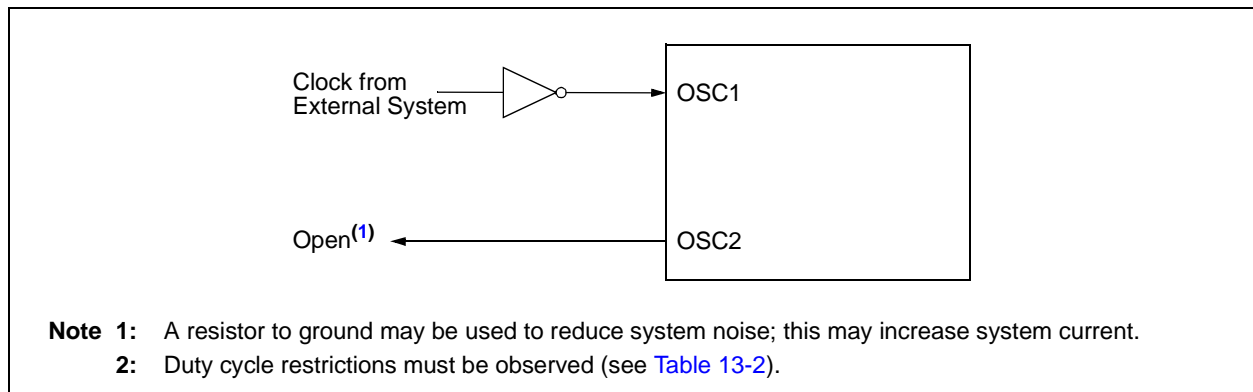 Clock from
External System
OSC1
Open(1)
OSC2
Note 1: A resistor to ground may be used to reduce system noise; this may increase system current.
2: Duty cycle restrictions must be observed (see Table 13-2).